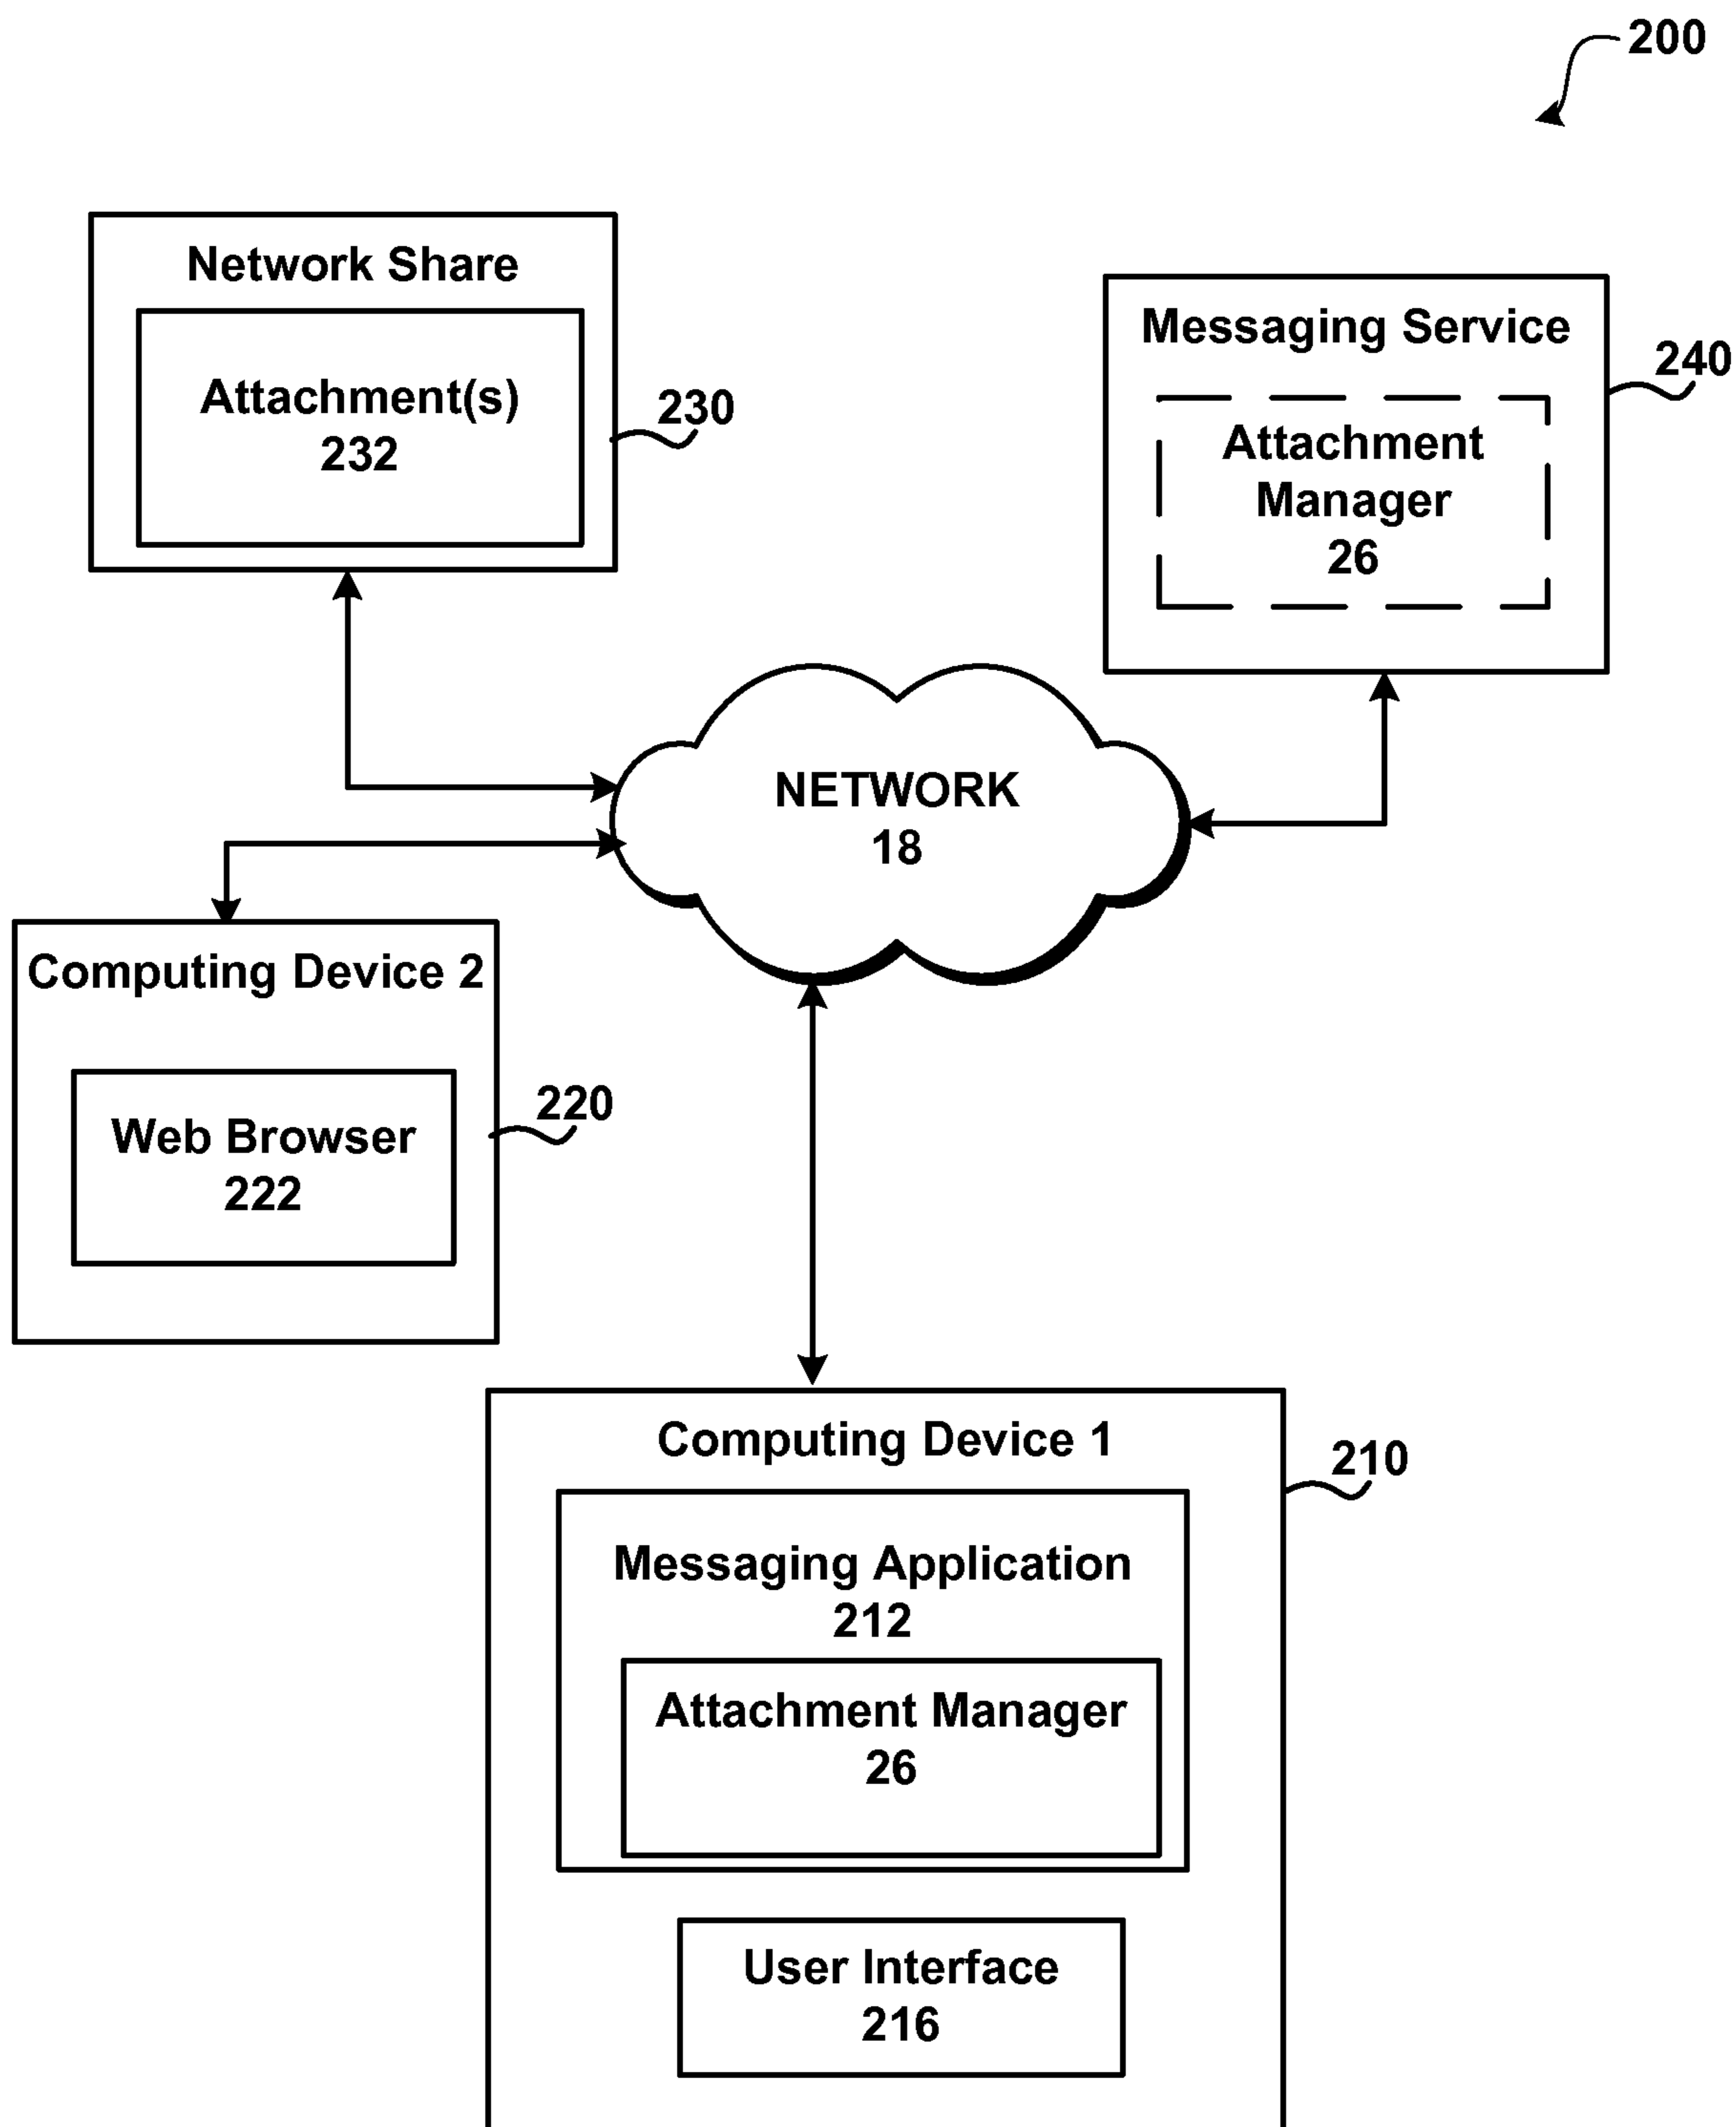 200
Network Share
Attachment(s)
232
230
Messaging Service
240
Attachment
Manager
26
NETWORK
18
Computing Device 2
Web Browser
222
220
Computing Device 1
210
Messaging Application
212
Attachment Manager
26
User Interface
216